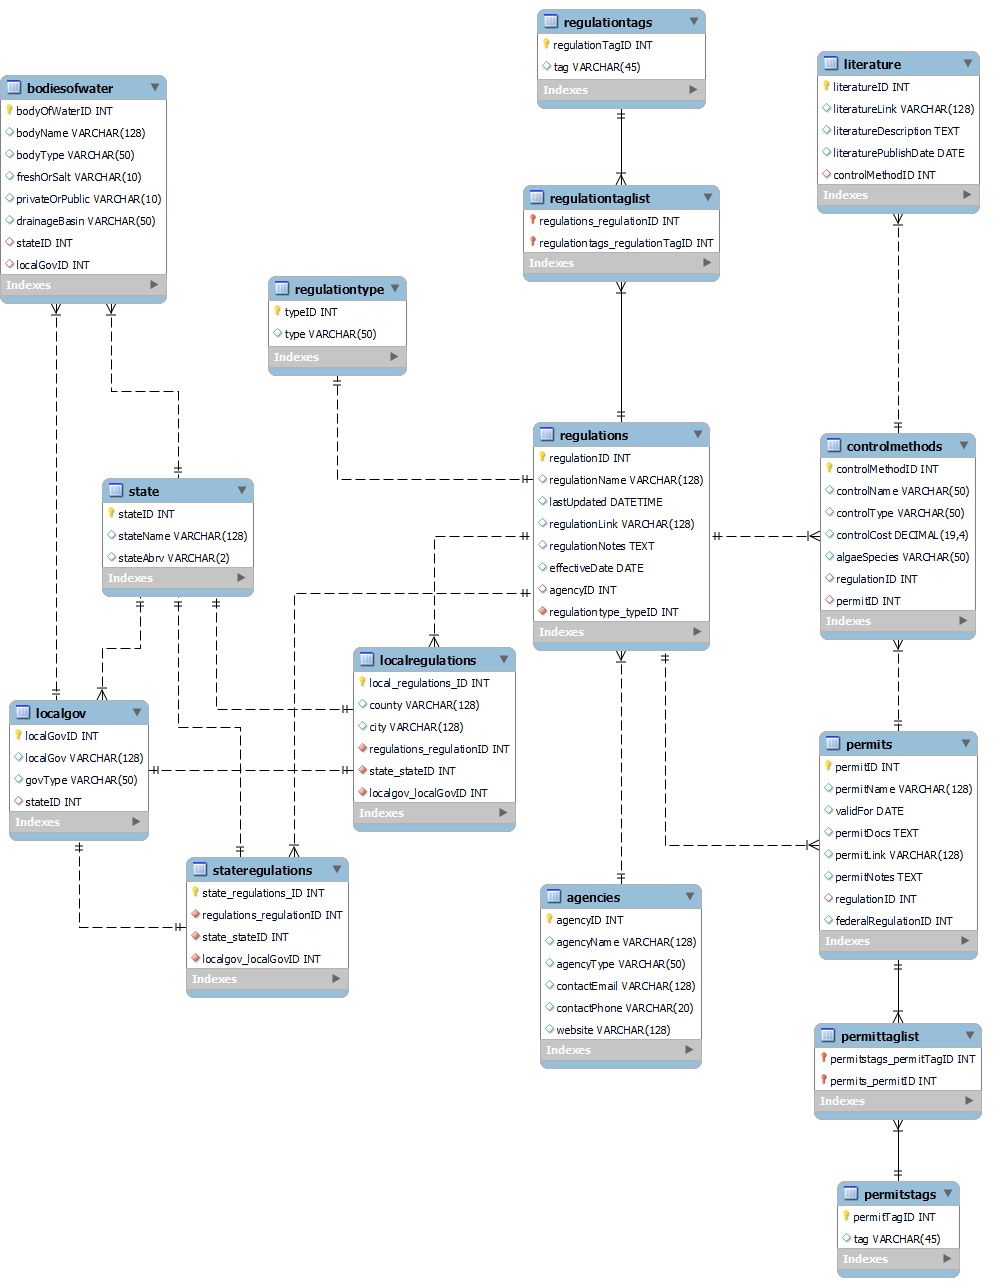 regulationtags
regulationTagID INT
tag VARCHAR(45)
Indexes
literature
literatureID INT
literatureLink VARCHAR(128)
literatureDescription TEXT
literaturePublishDate DATE
controlMethodID INT
Indexes
bodiesofwater
bodyOfWaterID INT
bodyName VARCHAR(128)
bodyType VARCHAR(50)
freshOrSalt VARCHAR(10)
privateOrPublic VARCHAR(10)
drainageBasin VARCHAR(50)
stateID INT
localGovID INT
Indexes
regulationtaglist
regulations_regulationID INT
regulationtags_regulationTagID INT
Indexes
regulationtype
typeID INT
type VARCHAR(50)
Indexes
regulations
regulationID INT
regulationName VARCHAR(128)
lastUpdated DATETIME
regulationLink VARCHAR(128)
regulationNotes TEXT
effectiveDate DATE
agencyID INT
regulationtype_typeID INT
Indexes
controlmethods
controlMethodID INT
controlName VARCHAR(50)
controlType VARCHAR(50)
controlCost DECIMAL(19,4)
algaeSpecies VARCHAR(50)
regulationID INT
permitID INT
Indexes
state
stateID INT
stateName VARCHAR(128)
stateAbrv VARCHAR(2)
Indexes
localregulations
local_regulations_ID INT
county VARCHAR(128)
city VARCHAR(128)
regulations_regulationID INT
state_stateID INT
localgov_localGovID INT
Indexes
localgov
localGovID INT
localGov VARCHAR(128)
govType VARCHAR(50)
stateID INT
Indexes
permits
permitID INT
permitName VARCHAR(128)
validFor DATE
permitDocs TEXT
permitLink VARCHAR(128)
permitNotes TEXT
regulationID INT
federalRegulationID INT
Indexes
stateregulations
state_regulations_ID INT
regulations_regulationID INT
state_stateID INT
localgov_localGovID INT
Indexes
agencies
agencyID INT
agencyName VARCHAR(128)
agencyType VARCHAR(50)
contactEmail VARCHAR(128)
contactPhone VARCHAR(20)
website VARCHAR(128)
Indexes
permittaglist
permitstags_permitTagID INT
permits_permitID INT
Indexes
permitstags
permitTagID INT
tag VARCHAR(45)
Indexes